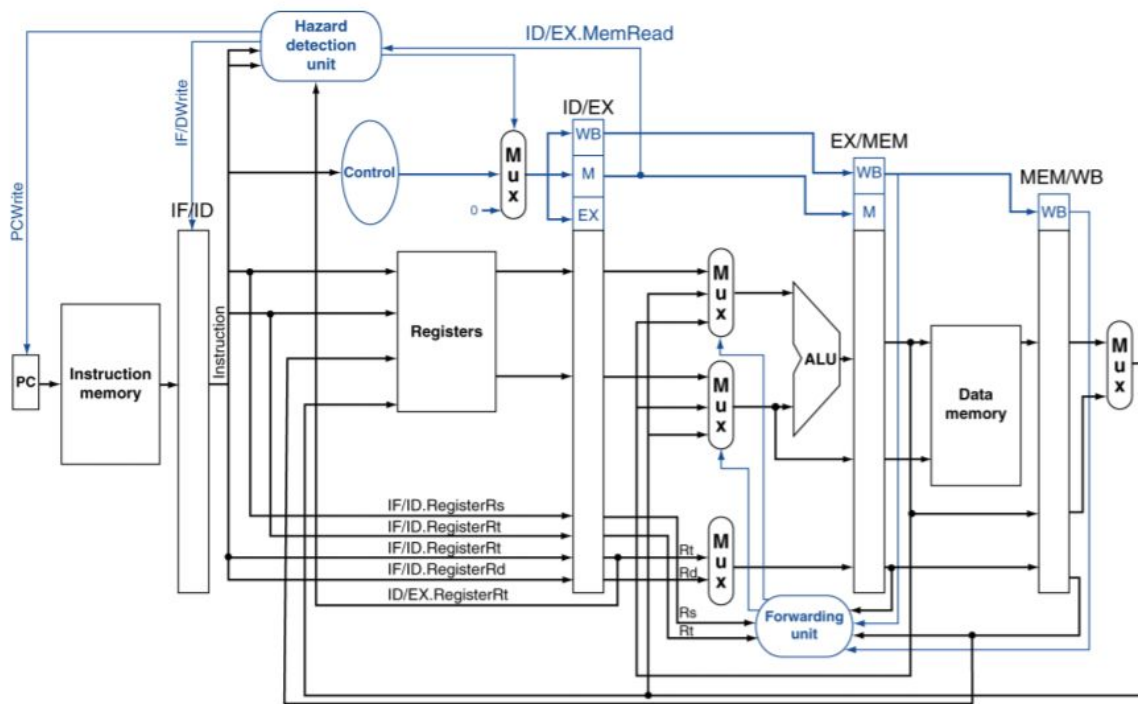 Hazard
detection
unit
ID/EX.MemRead
ID/EX
WB
M
EX
EX/MEM
WB
M
MEM/WB
WB
PCWrite
IF/DWrite
IF/ID
Control
M
u
x
0
PC
Instruction
memory
Instruction
Registers
M
u
x
M
u
x
ALU
Data
memory
M
u
x
IF/ID.RegisterRs
IF/ID.RegisterRt
IF/ID.RegisterRt
IF/ID.RegisterRd
ID/EX.RegisterRt
Rt
Rd
M
u
x
Rs
Rt
Forwarding
unit